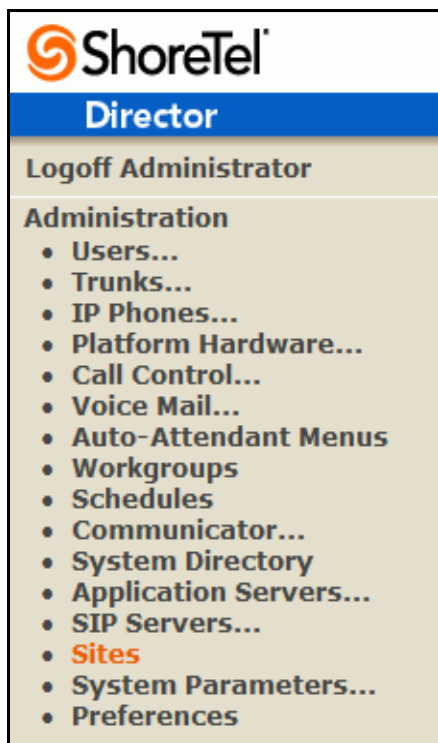 ShoreTel
Director
Logoff Administrator
Administration
• Users...
• Trunks...
• IP Phones...
• Platform Hardware...
• Call Control...
• Voice Mail...
• Auto-Attendant Menus
• Workgroups
• Schedules
• Communicator...
• System Directory
• Application Servers...
• SIP Servers...
• Sites
• System Parameters...
• Preferences